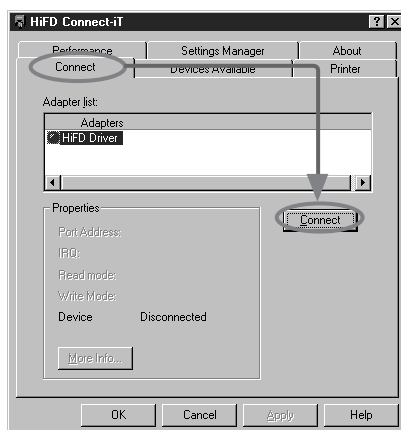 HiFD Connect-iT
Performance Settings Manager About
Connect Devices Available Printer
Adapter list:
Adapters
HiFD Driver
Properties
Connect
Port Address:
IRQ:
Read mode:
Write Mode:
Device Disconnected
More Info...
OK Cancel Apply Help